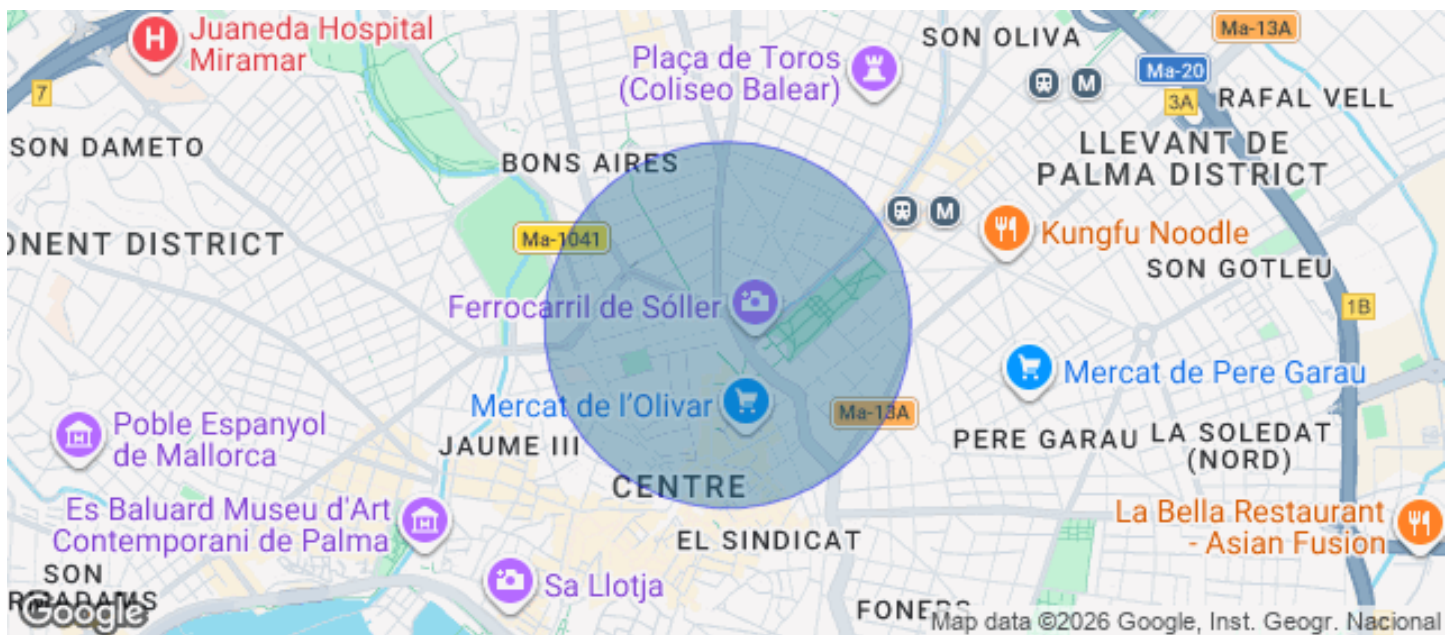 Juaneda Hospital
Miramar
7
SON DAMETO
ONENT DISTRICT
BONS AIRES
Ma-1041
Plaça de Toros
(Coliseo Balear)
SON OLIVA
Ma-13A
Ma-20
3A
M
RAFAL VELL
LLEVANT DE
PALMA DISTRICT
M
Kungfu Noodle
SON GOTLEU
1B
Ferrocarril de Sóller
Mercat de l'Olivar
Mercat de Pere Garau
Ma-13A
Poble Espanyol
de Mallorca
JAUME III
CENTRE
PERE GARAU
LA SOLEDAT
(NORD)
Es Baluard Museu d'Art
Contemporani de Palma
EL SINDICAT
La Bella Restaurant
- Asian Fusion
SON
Sa Llotja
FONERS
Google
Map data ©2026 Google, Inst. Geogr. Nacional